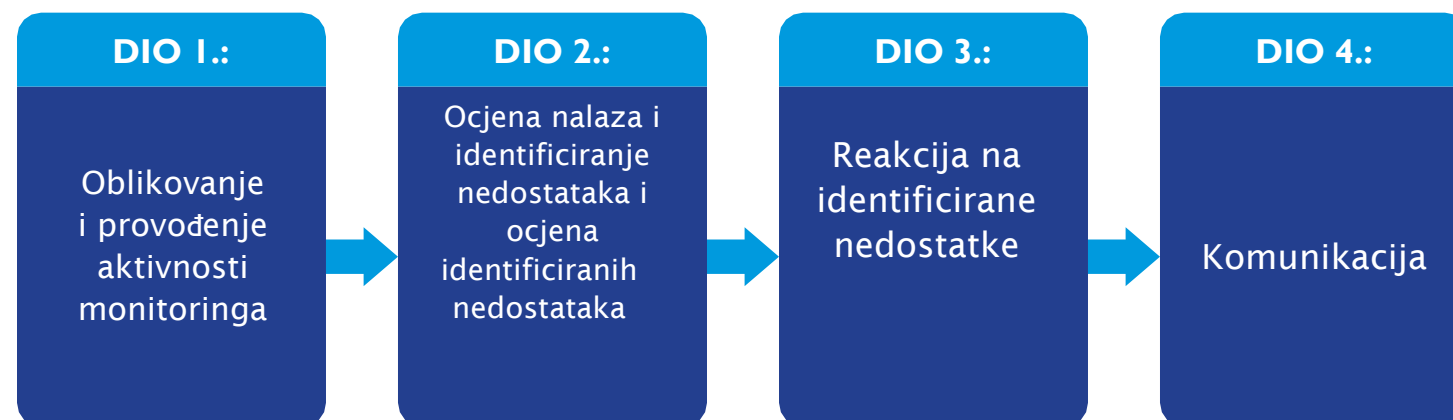 DIO 1.:
Oblikovanje
i provođenje
aktivnosti
monitoringa
DIO 2.:
Ocjena nalaza i
identificiranje
nedostataka i
ocjena
identificiranih
nedostataka
DIO 3.:
Reakcija na
identificirane
nedostatke
DIO 4.:
Komunikacija